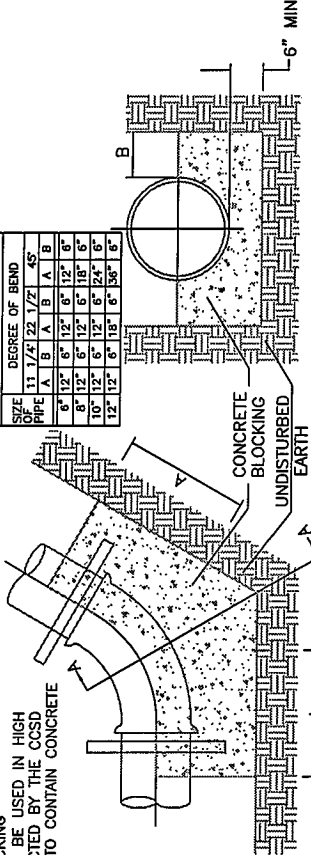 KING
BE USED IN HIGH
CTED BY THE CCSD
TO CONTAIN CONCRETE
SIZE OF PIPE DEGREE OF BEND
11 1/4° 22 1/2° 45°
A B A B A B
6" 12" 6" 12" 6" 12" 6"
8" 12" 6" 12" 6" 18" 6"
10" 12" 6" 12" 6" 24" 6"
12" 12" 6" 18" 6" 36" 6"
B
A
A
A
CONCRETE
BLOCKING
UNDISTURBED
EARTH
6" MIN